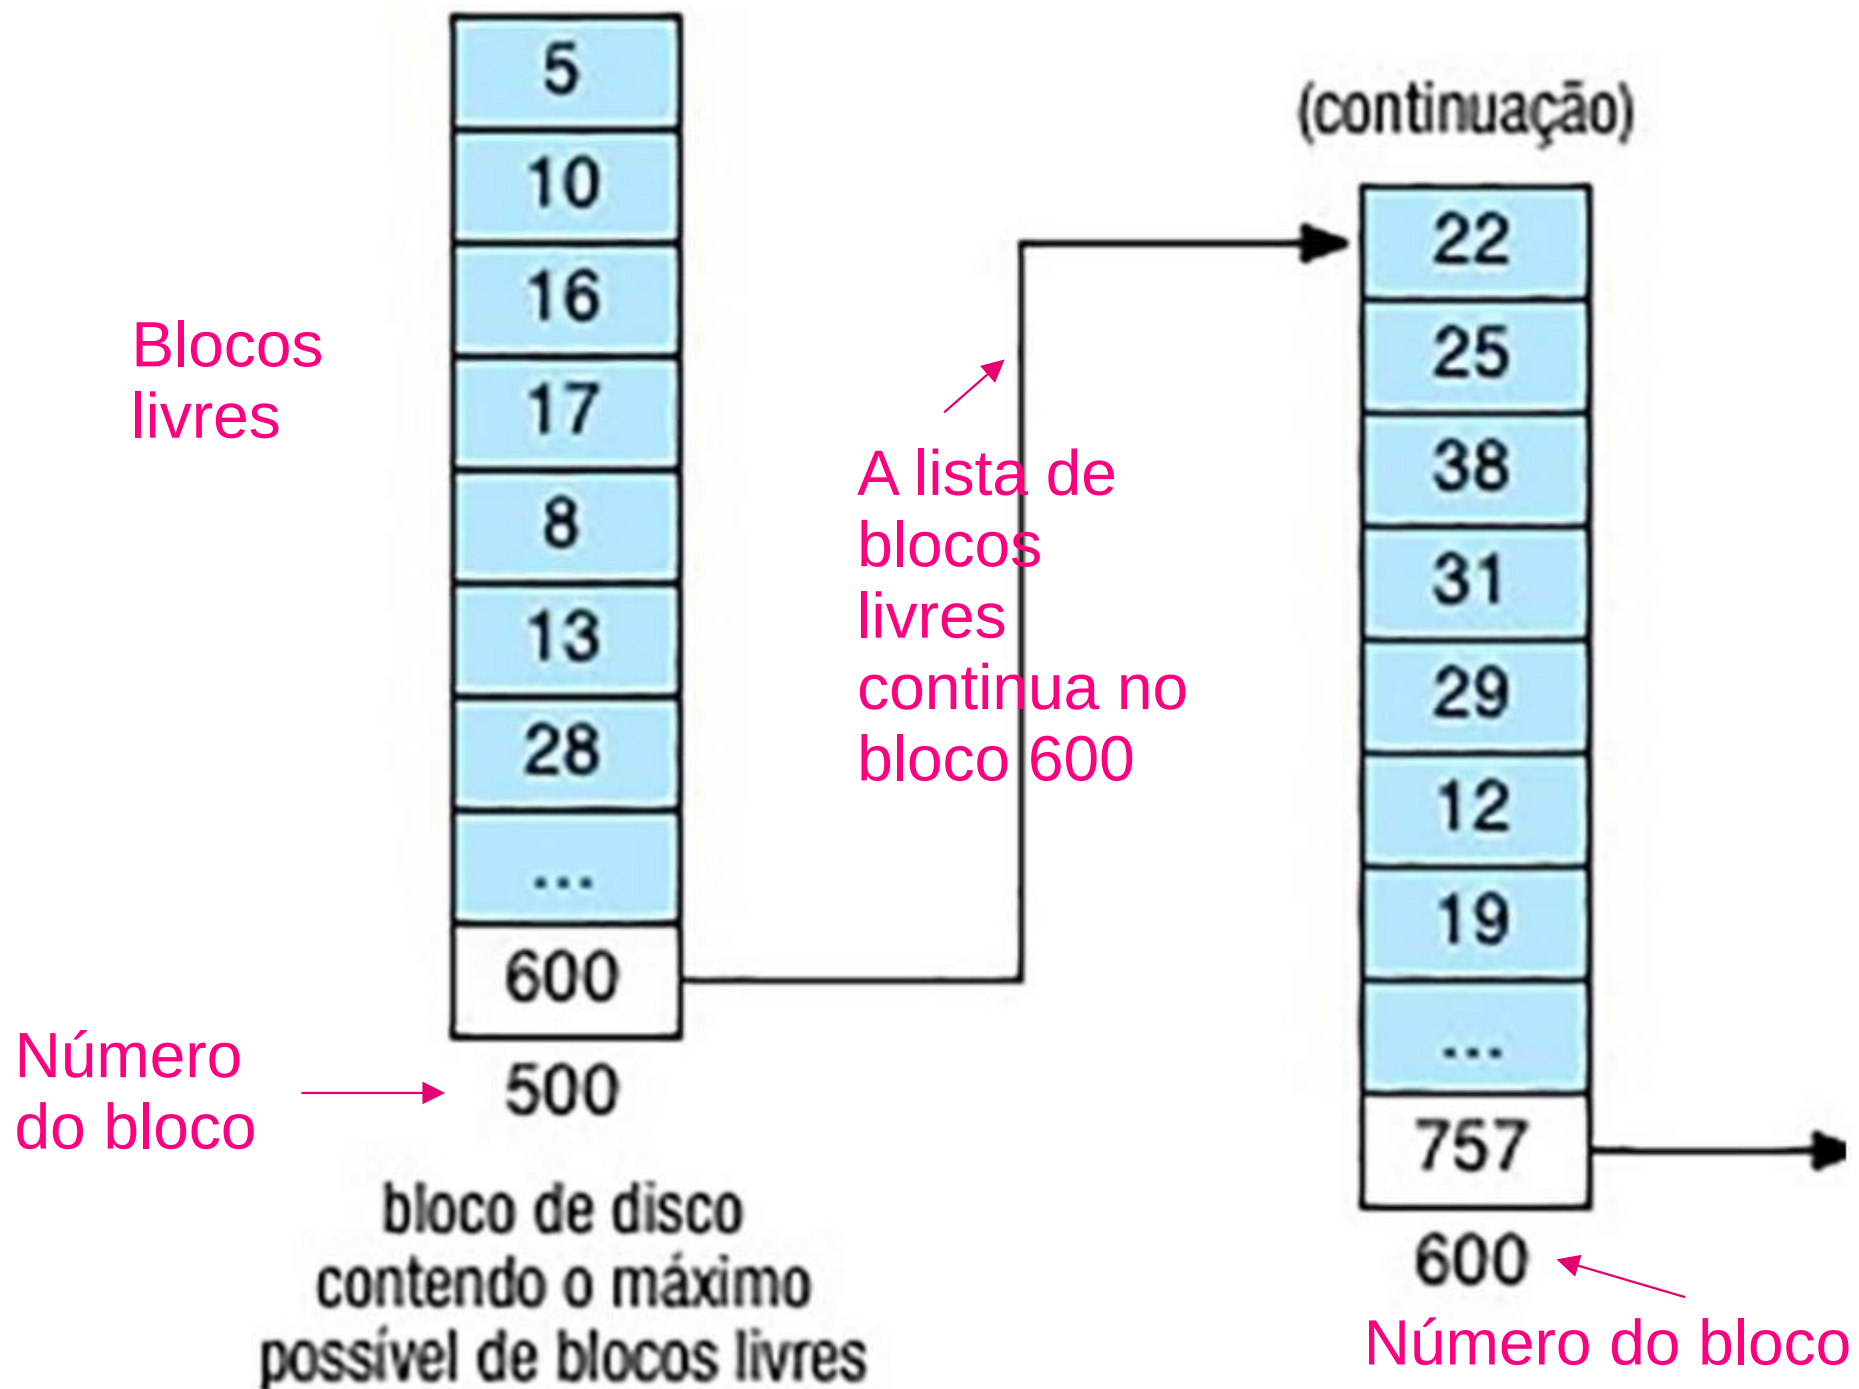 5
10
16
17
8
13
28
...
600
500
bloco de disco
contendo o máximo
possível de blocos livres
Blocos
livres
Número
do bloco
A lista de
blocos
livres
continua no
bloco 600
(continuação)
22
25
38
31
29
12
19
...
757
600
Número do bloco